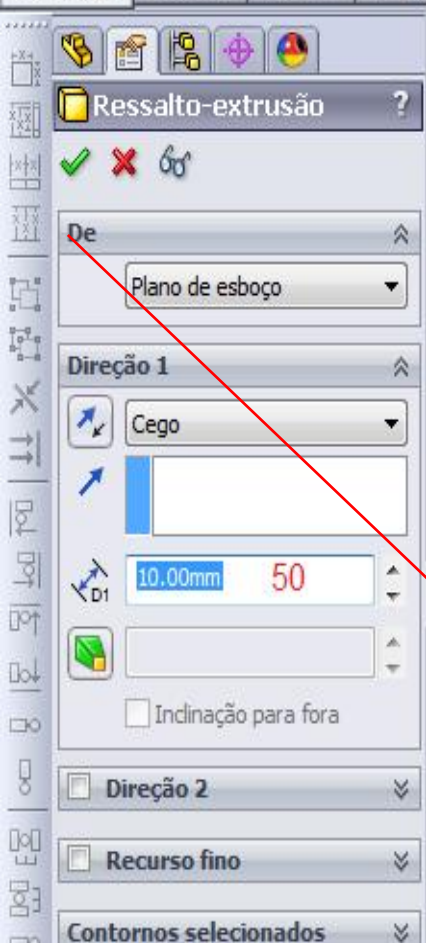 Ressalto-extrusão ?
De
Plano de esboço
Direção 1
Cego
D1 10.00mm 50
Inclinação para fora
Direção 2
Recurso fino
Contornos selecionados